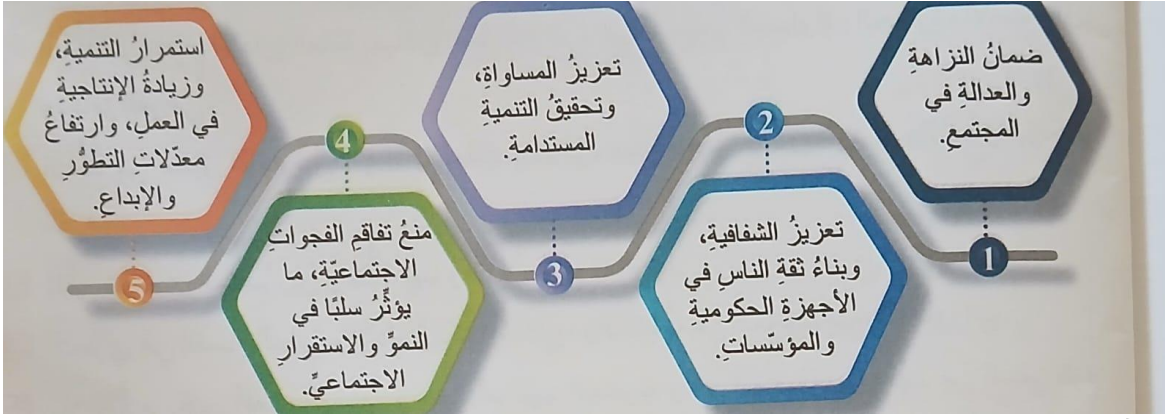 ضمانُ النزاهةِ
والعدالةِ في
المجتمعِ.
1
2
تعزيزُ الشفافيةِ،
وبناءُ ثقةِ الناسِ في
الأجهزةِ الحكوميةِ
والمؤسّساتِ.
تعزيزُ المساواةِ،
وتحقيقُ التنميةِ
المستدامةِ.
3
4
منعُ تفاقمِ الفجواتِ
الاجتماعيّةِ، ما
يؤثِّرُ سلبًا في
النموِّ والاستقرارِ
الاجتماعيِّ.
استمرارُ التنميةِ،
وزيادةُ الإنتاجيةِ
في العملِ، وارتفاعُ
معدّلاتِ التطوُّرِ
والإبداعِ.
5